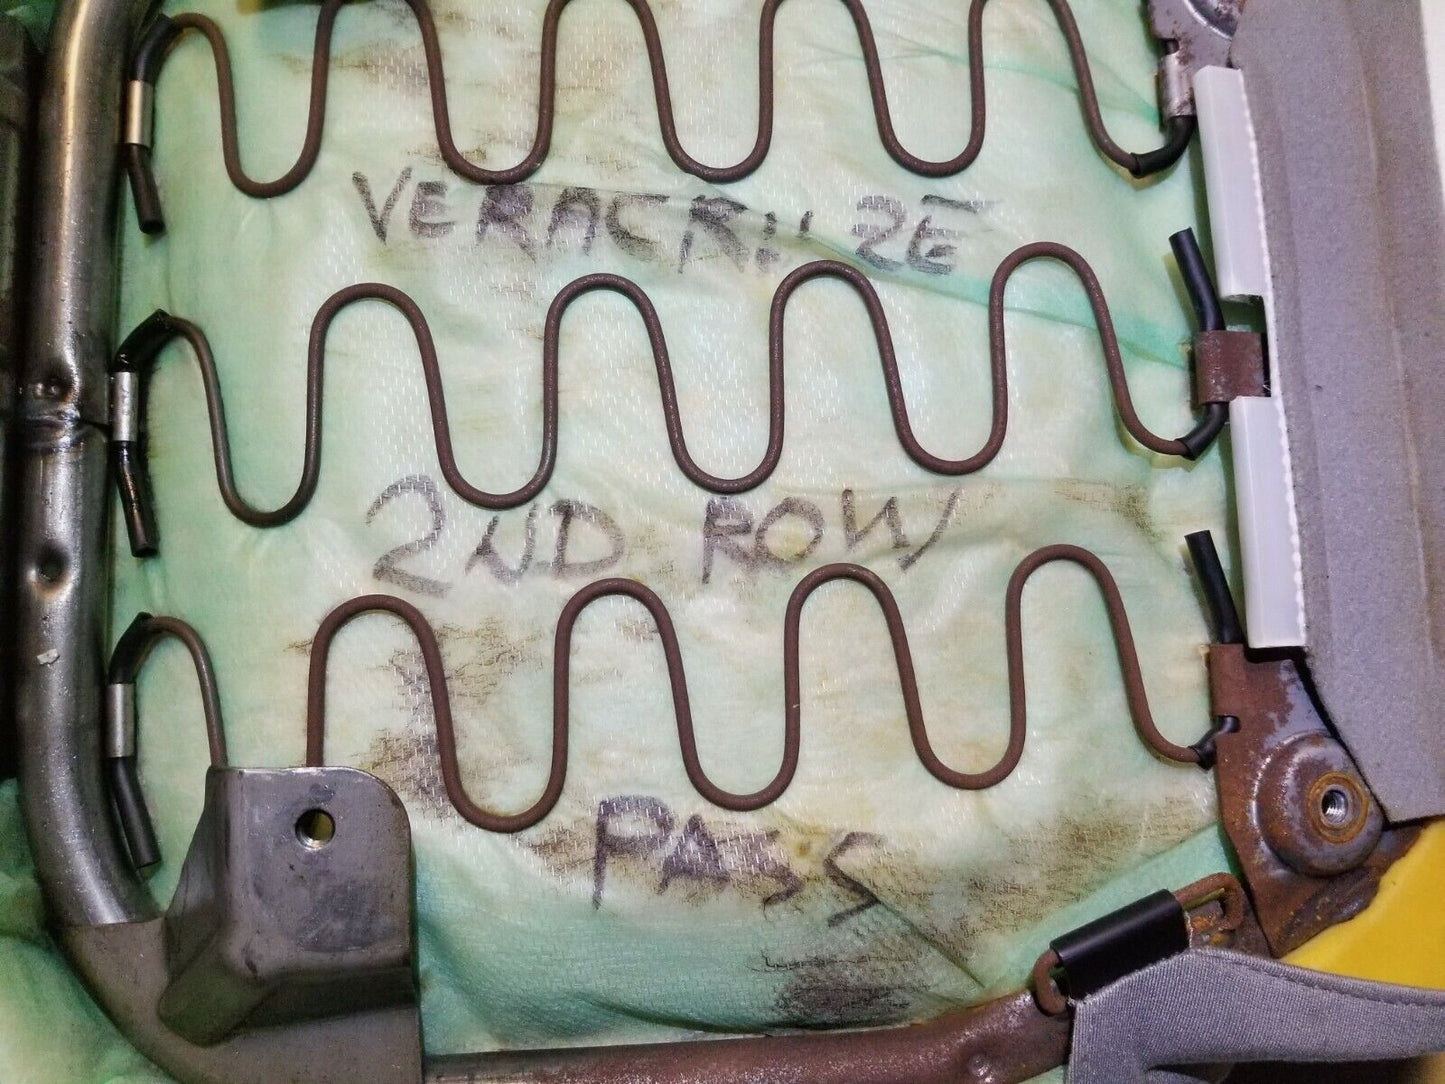 VERACRUZE
2ND ROW
PASS